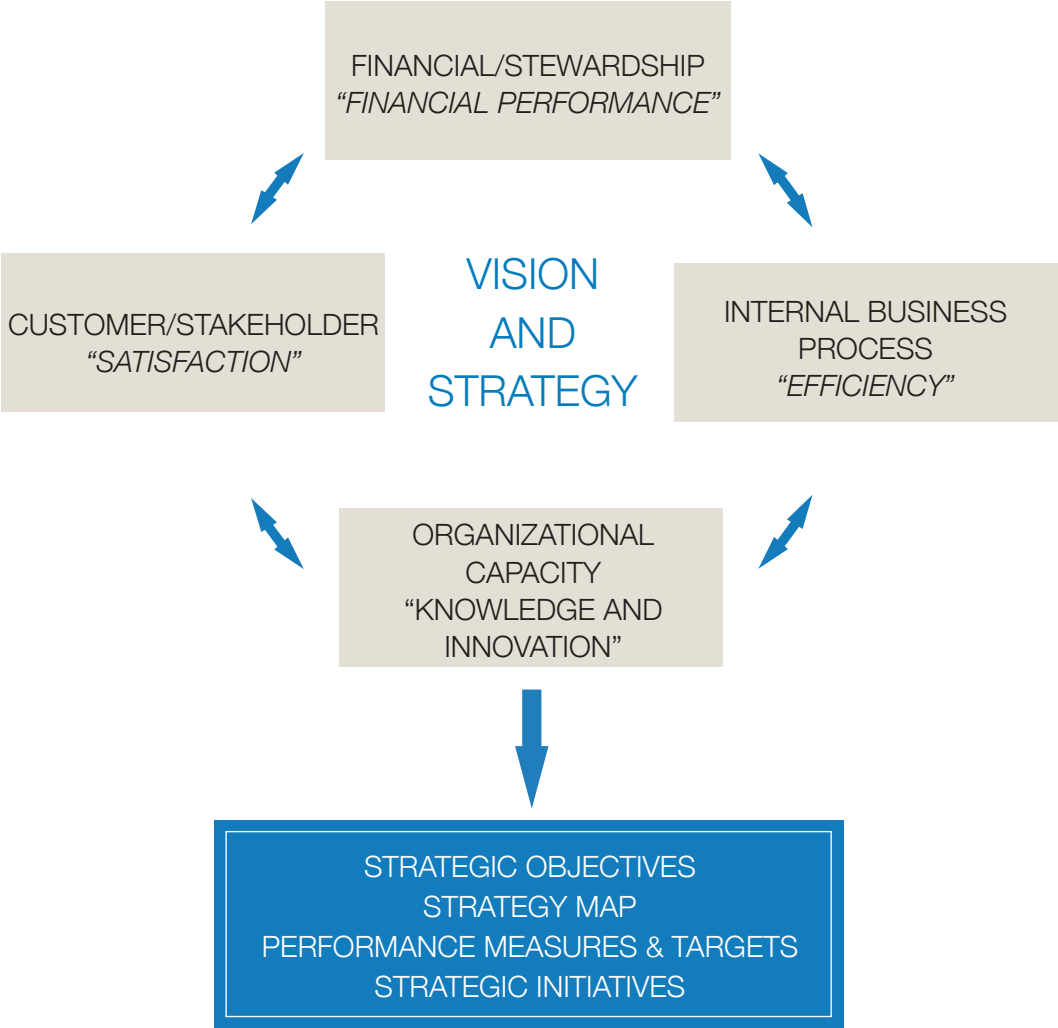 FINANCIAL/STEWARDSHIP
“FINANCIAL PERFORMANCE”
CUSTOMER/STAKEHOLDER
“SATISFACTION”
VISION
AND
STRATEGY
INTERNAL BUSINESS
PROCESS
“EFFICIENCY”
ORGANIZATIONAL
CAPACITY
“KNOWLEDGE AND
INNOVATION”
STRATEGIC OBJECTIVES
STRATEGY MAP
PERFORMANCE MEASURES & TARGETS
STRATEGIC INITIATIVES